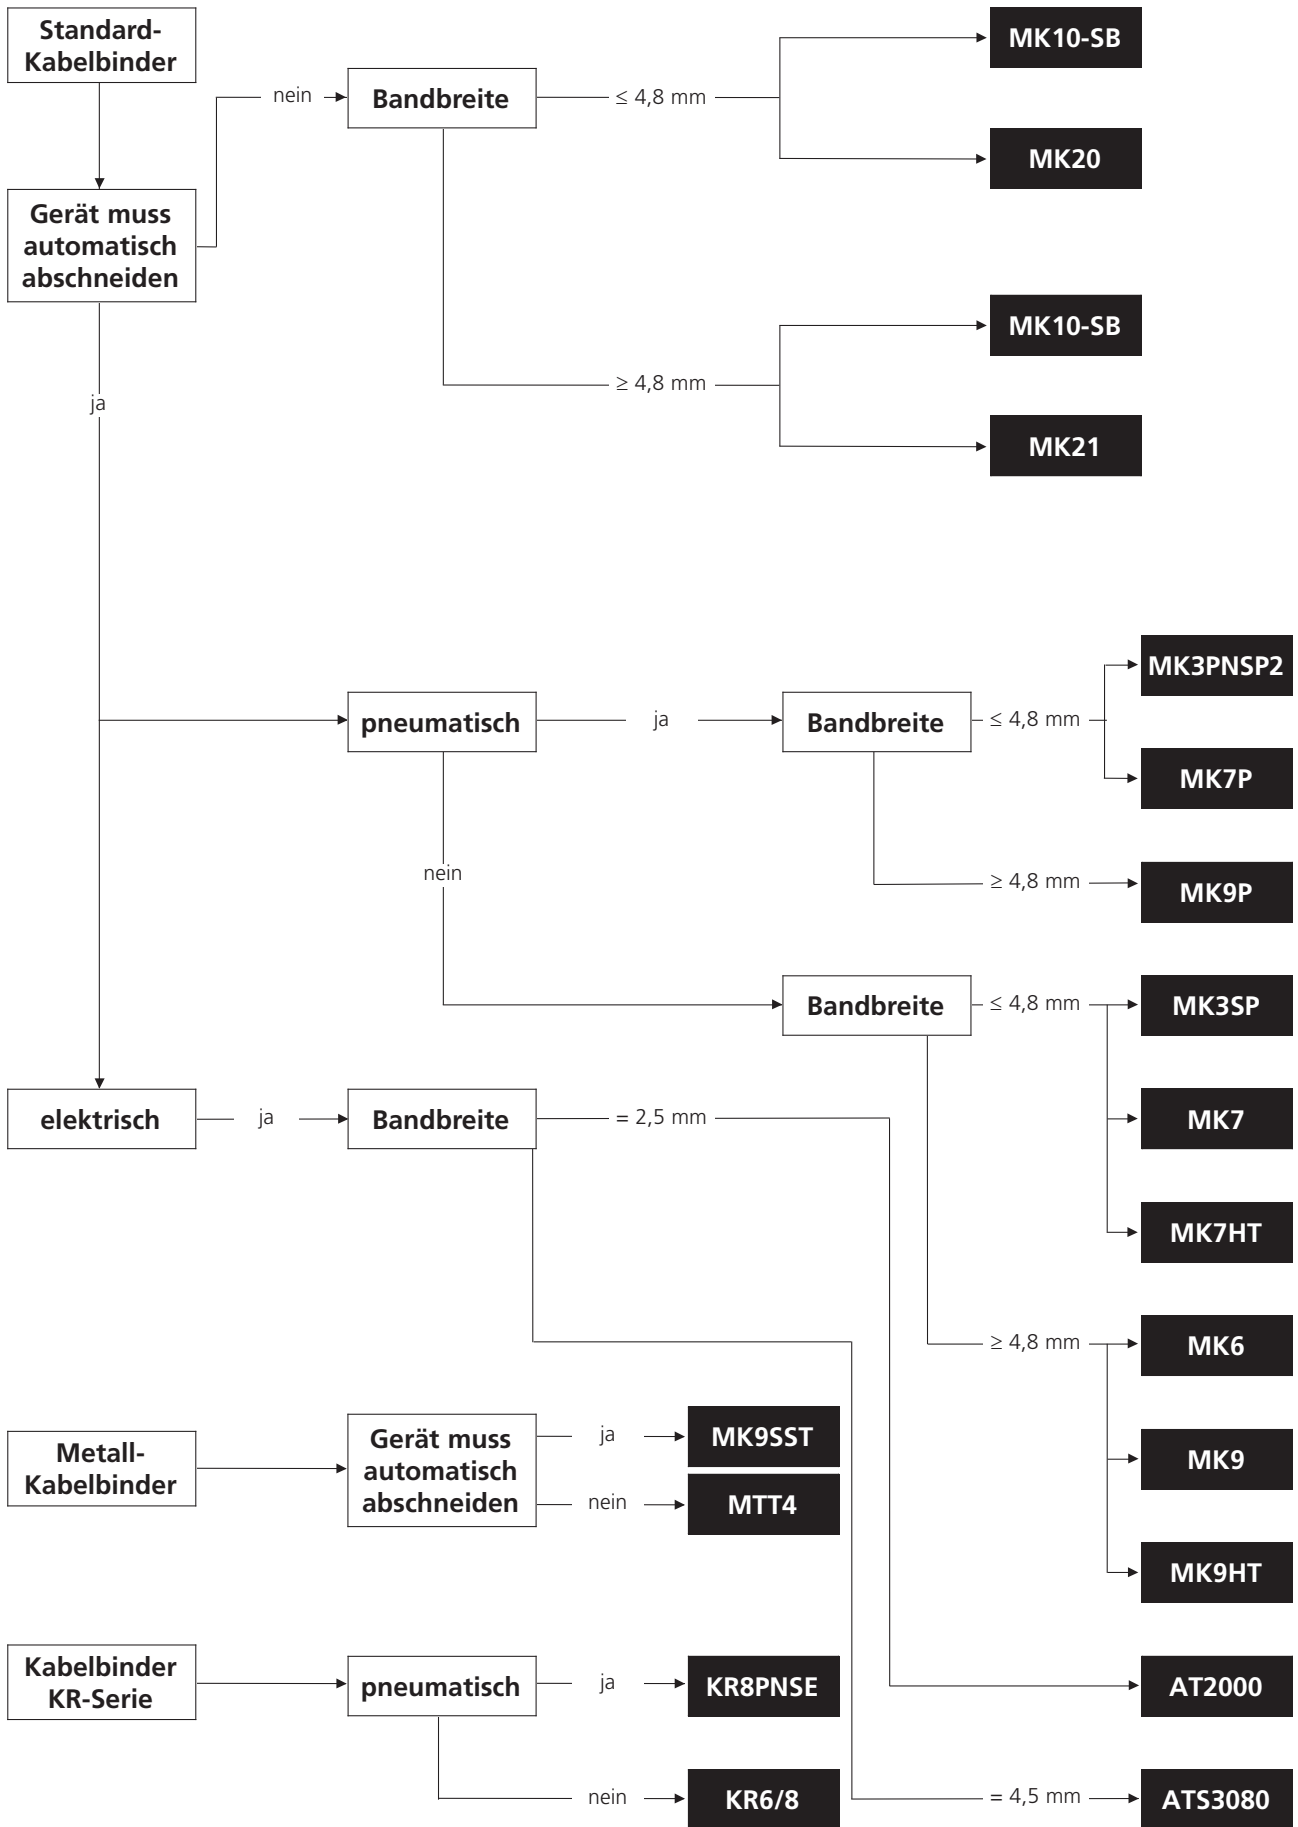 Standard-
Kabelbinder
MK10-SB
nein
Bandbreite
≤ 4,8 mm
MK20
Gerät muss
automatisch
abschneiden
MK10-SB
≥ 4,8 mm
ja
MK21
MK3PNSP2
pneumatisch
ja
Bandbreite
≤ 4,8 mm
MK7P
nein
≥ 4,8 mm
MK9P
Bandbreite
≤ 4,8 mm
MK3SP
elektrisch
ja
Bandbreite
= 2,5 mm
MK7
MK7HT
≥ 4,8 mm
MK6
Metall-
Kabelbinder
Gerät muss
automatisch
abschneiden
ja
MK9SST
nein
MTT4
MK9
MK9HT
Kabelbinder
KR-Serie
pneumatisch
ja
KR8PNSE
AT2000
nein
KR6/8
= 4,5 mm
ATS3080